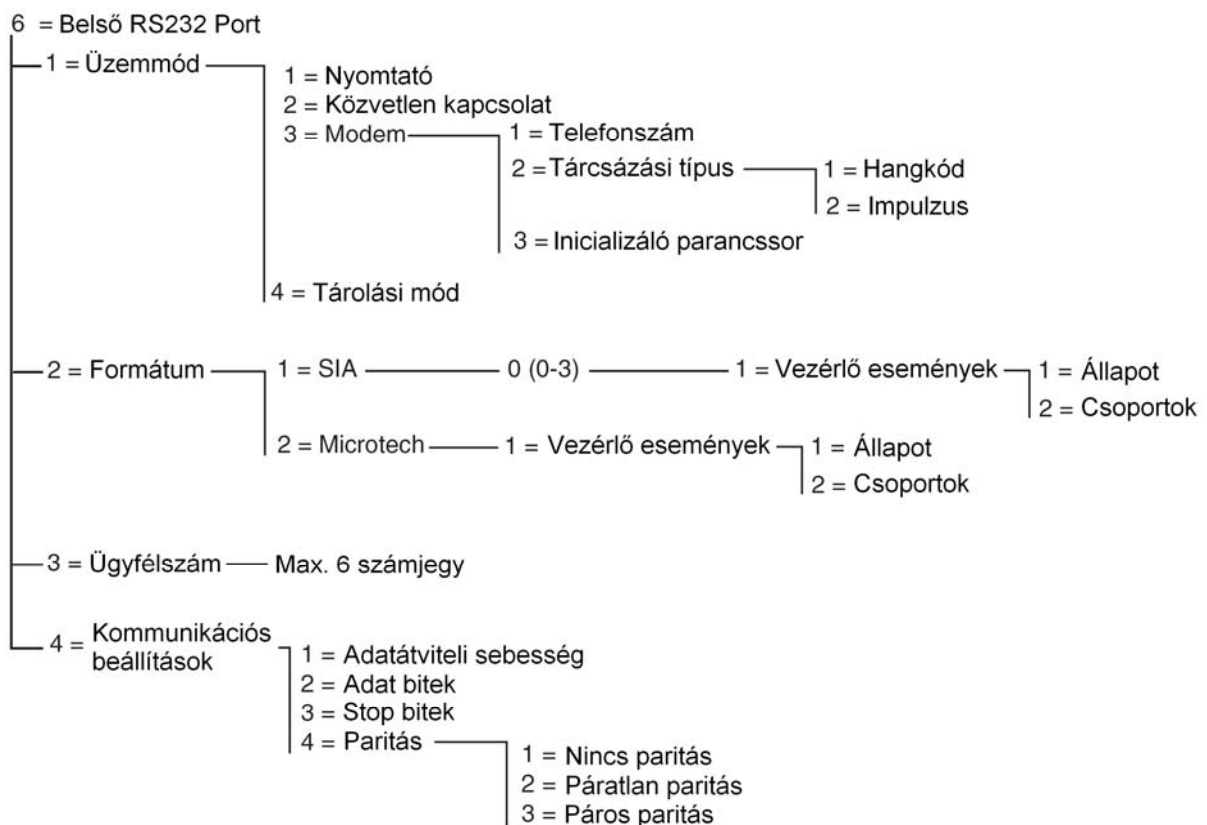 6 = Belső RS232 Port
1 = Üzemmód
1 = Nyomtató
2 = Közvetlen kapcsolat
3 = Modem
1 = Telefonszám
2 = Tárcsázási típus
1 = Hangkód
2 = Impulzus
3 = Inicializáló parancssor
4 = Tárolási mód
2 = Formátum
1 = SIA
0 (0-3)
1 = Vezérlő események
1 = Állapot
2 = Csoportok
2 = Microtech
1 = Vezérlő események
1 = Állapot
2 = Csoportok
3 = Ügyfélszám
Max. 6 számjegy
4 = Kommunikációs
beállítások
1 = Adatátviteli sebesség
2 = Adat bitek
3 = Stop bitek
4 = Paritás
1 = Nincs paritás
2 = Páratlan paritás
3 = Páros paritás